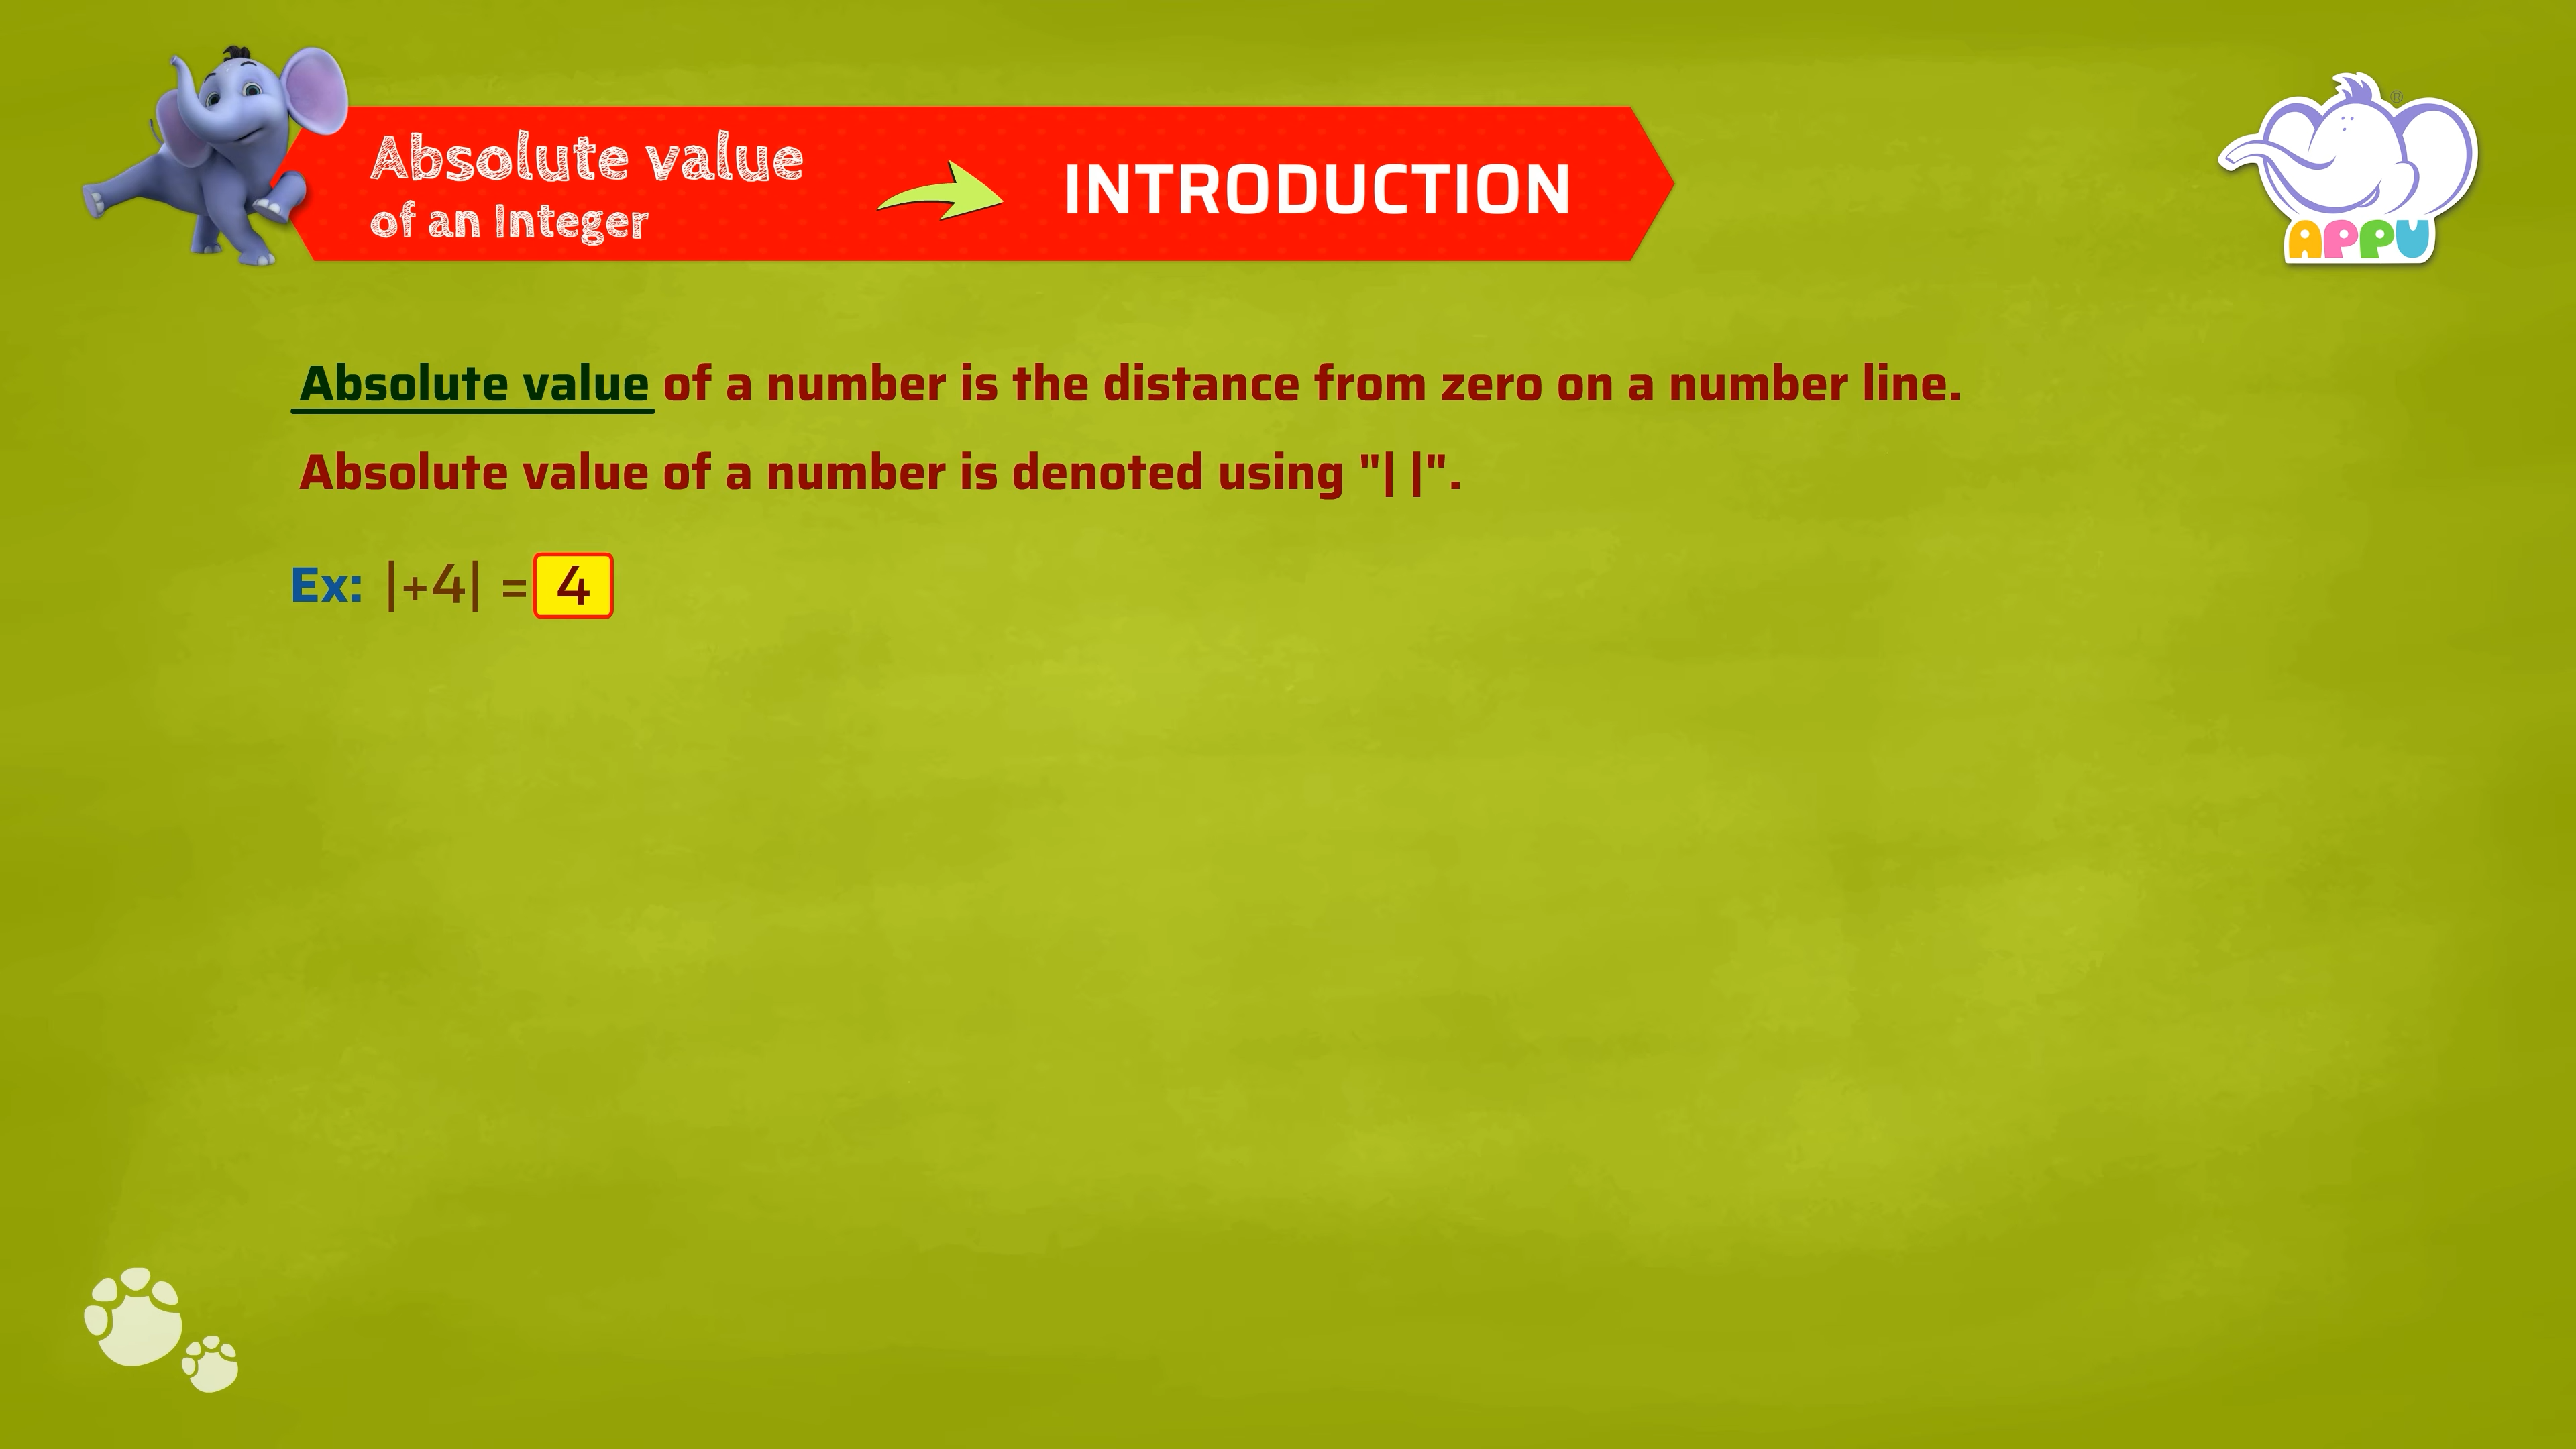 Absolute value
of an Integer
INTRODUCTION
®
APPU
Absolute value of a number is the distance from zero on a number line.
Absolute value of a number is denoted using "| |".
Ex: |+4| = 4